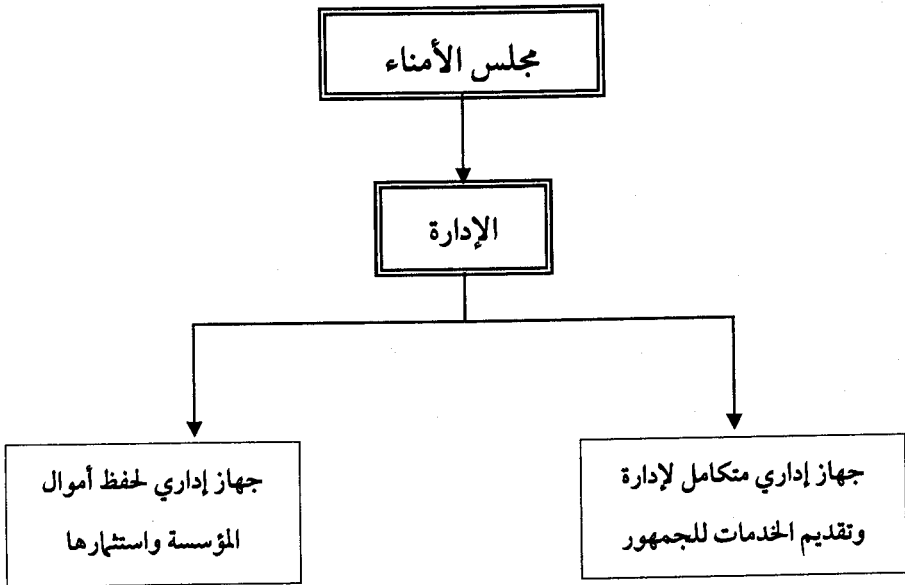 مجلس الأمناء
الإدارة
جهاز إداري متكامل لإدارة
وتقديم الخدمات للجمهور
جهاز إداري لحفظ أموال
المؤسسة واستثمارها